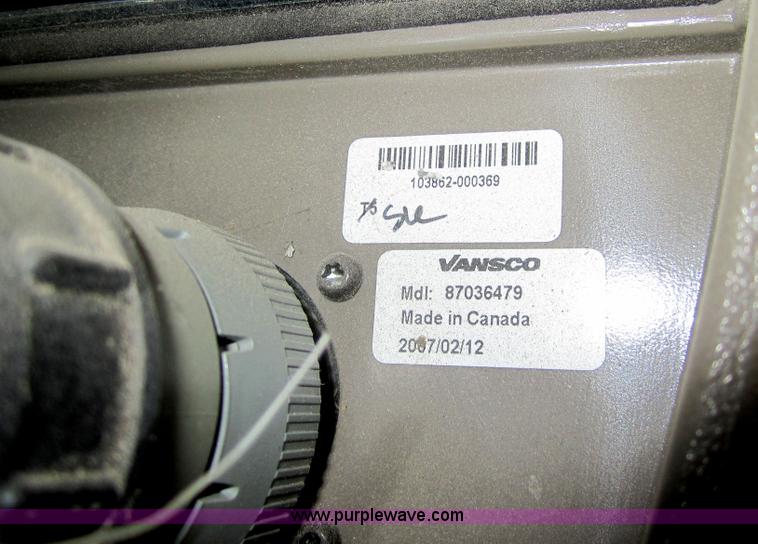 103862-000369
VANSCO
Mdl: 87036479
Made in Canada
2007/02/12
www.purplewave.com